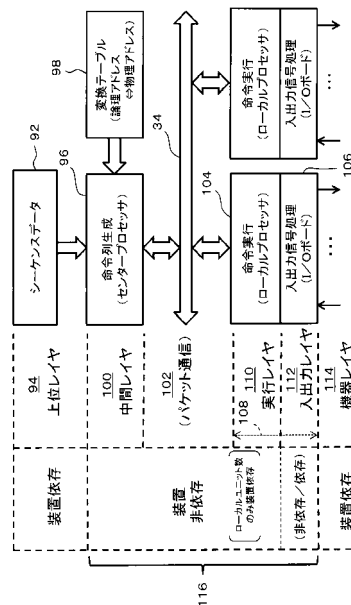 92
シーケンスデータ
96
命令列生成
(センタープロセッサ)
98
変換テーブル
(論理アドレス
⇔物理アドレス)
34
104
命令実行
(ローカルプロセッサ)
入出力信号処理
(I/Oボード)
…
106
命令実行
(ローカルプロセッサ)
入出力信号処理
(I/Oボード)
…
94
上位レイヤ
100
中間レイヤ
102
(パケット通信)
108
110
実行レイヤ
112
入出力レイヤ
114
機器レイヤ
装置依存
装置
非依存
(ローカルユニット数
のみ装置依存)
(非依存/依存)
装置依存
116